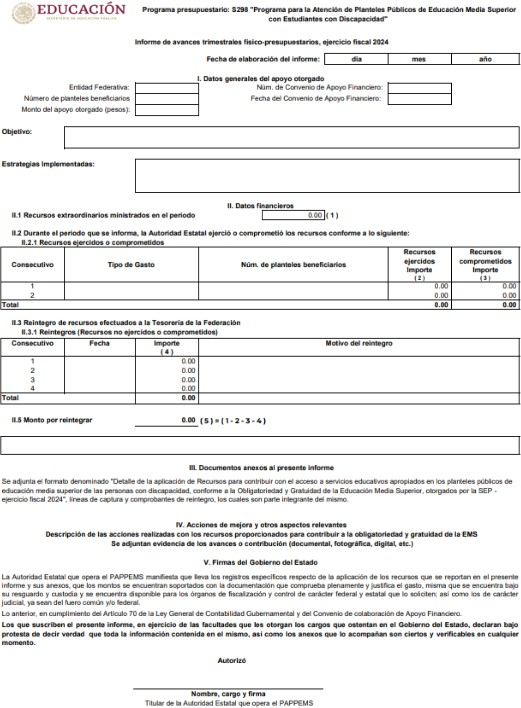 EDUCACIÓN
SECRETARÍA DE EDUCACIÓN PÚBLICA
Programa presupuestario: S298 "Programa para la Atención de Planteles Públicos de Educación Media Superior
con Estudiantes con Discapacidad"
Informe de avances trimestrales físico-presupuestarios, ejercicio fiscal 2024
Fecha de elaboración del informe: día mes año
I. Datos generales del apoyo otorgado
Entidad Federativa: Núm. de Convenio de Apoyo Financiero:
Número de planteles beneficiarios Fecha del Convenio de Apoyo Financiero:
Monto del apoyo otorgado (pesos):
Objetivo:
Estrategias Implementadas:
II. Datos financieros
II.1 Recursos extraordinarios ministrados en el periodo 0.00 ( 1 )
II.2 Durante el periodo que se informa, la Autoridad Estatal ejerció o comprometió los recursos conforme a lo siguiente:
II.2.1 Recursos ejercidos o comprometidos
Consecutivo Tipo de Gasto Núm. de planteles beneficiarios Recursos ejercidos Importe ( 2 ) Recursos comprometidos Importe ( 3 )
1 0.00 0.00
2 0.00 0.00
Total 0.00 0.00
II.3 Reintegro de recursos efectuados a la Tesorería de la Federación
II.3.1 Reintegros (Recursos no ejercidos o comprometidos)
Consecutivo Fecha Importe ( 4 ) Motivo del reintegro
1 0.00
2 0.00
3 0.00
4 0.00
Total 0.00
II.5 Monto por reintegrar 0.00 ( 5 ) = ( 1 - 2 - 3 - 4 )
III. Documentos anexos al presente informe
Se adjunta el formato denominado "Detalle de la aplicación de Recursos para contribuir con el acceso a servicios educativos apropiados en los planteles públicos de
educación media superior de las personas con discapacidad, conforme a la Obligatoriedad y Gratuidad de la Educación Media Superior, otorgados por la SEP -
ejercicio fiscal 2024", líneas de captura y comprobantes de reintegro, los cuales son parte integrante del mismo.
IV. Acciones de mejora y otros aspectos relevantes
Descripción de las acciones realizadas con los recursos proporcionados para contribuir a la obligatoriedad y gratuidad de la EMS
Se adjuntan evidencia de los avances o contribución (documental, fotográfica, digital, etc.)
V. Firmas del Gobierno del Estado
La Autoridad Estatal que opera el PAPPEMS manifiesta que lleva los registros específicos respecto de la aplicación de los recursos que se reportan en el presente
informe y sus anexos, que los montos se encuentran soportados con la documentación que comprueba plenamente y justifica el gasto, misma que se encuentra bajo
su resguardo y custodia y se encuentra disponible para los órganos de fiscalización y control de carácter federal y estatal que lo soliciten; así como los de carácter
judicial, ya sean del fuero común y/o federal.
Lo anterior, en cumplimiento del Artículo 70 de la Ley General de Contabilidad Gubernamental y del Convenio de colaboración de Apoyo Financiero.
Los que suscriben el presente informe, en ejercicio de las facultades que les otorgan los cargos que ostentan en el Gobierno del Estado, declaran bajo
protesta de decir verdad que toda la información contenida en el mismo, así como los anexos que lo acompañan son ciertos y verificables en cualquier
momento.
Autorizó
Nombre, cargo y firma
Titular de la Autoridad Estatal que opera el PAPPEMS